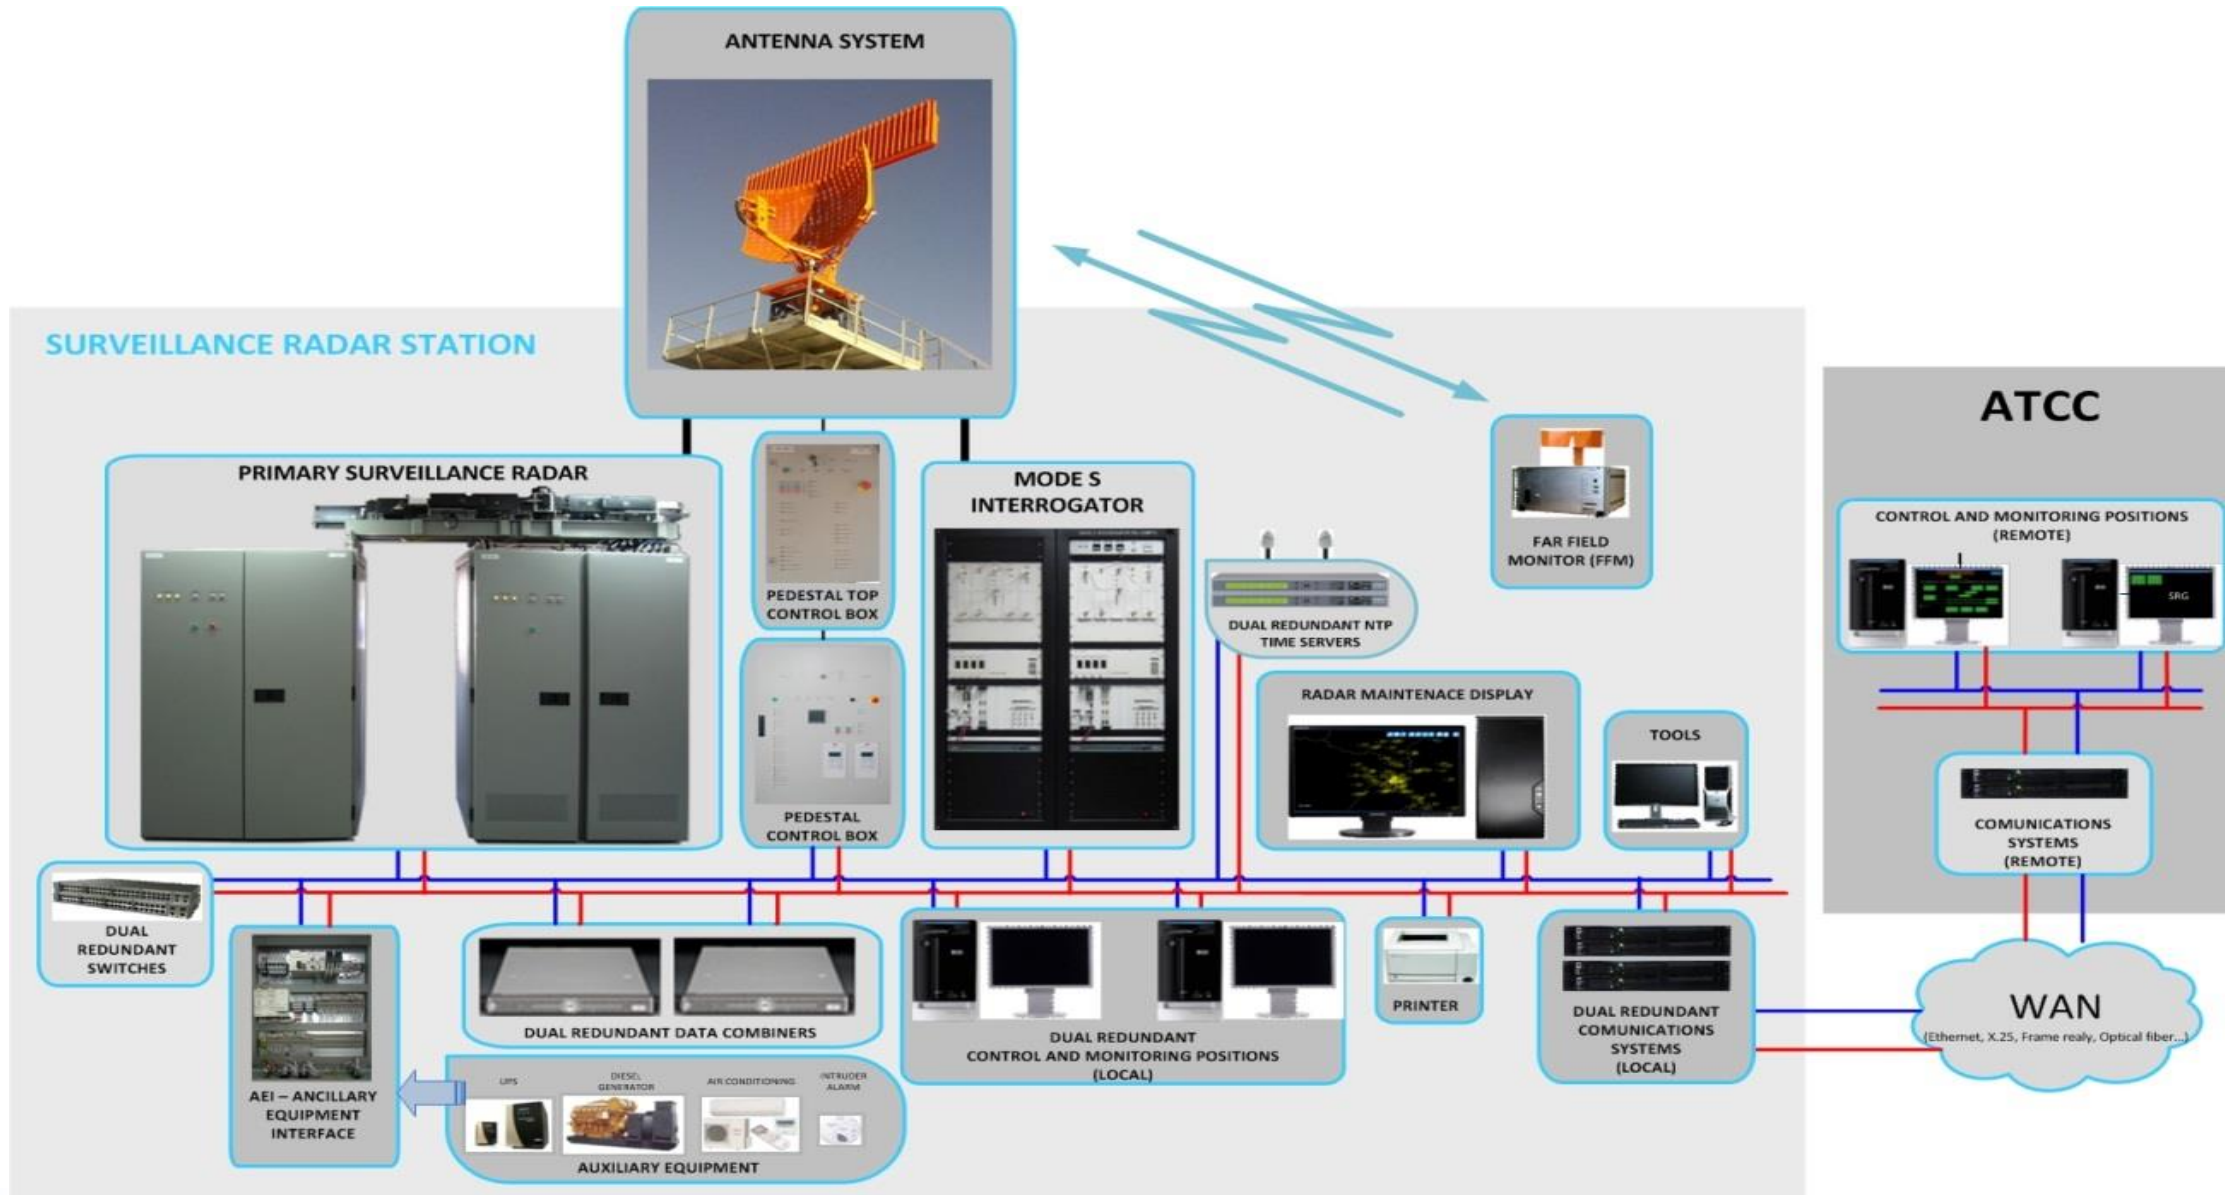 ANTENNA SYSTEM
SURVEILLANCE RADAR STATION
PRIMARY SURVEILLANCE RADAR
PEDESTAL TOP
CONTROL BOX
PEDESTAL
CONTROL BOX
MODE S
INTERROGATOR
DUAL REDUNDANT NTP
TIME SERVERS
FAR FIELD
MONITOR (FFM)
RADAR MAINTENACE DISPLAY
TOOLS
ATCC
CONTROL AND MONITORING POSITIONS
(REMOTE)
SRG
COMUNICATIONS
SYSTEMS
(REMOTE)
DUAL
REDUNDANT
SWITCHES
AEI – ANCILLARY
EQUIPMENT
INTERFACE
DUAL REDUNDANT DATA COMBINERS
UPS
DIESEL
GENERATOR
AIR CONDITIONING
INTRUDER
ALARM
AUXILIARY EQUIPMENT
DUAL REDUNDANT
CONTROL AND MONITORING POSITIONS
(LOCAL)
PRINTER
DUAL REDUNDANT
COMUNICATIONS
SYSTEMS
(LOCAL)
WAN
(Ethernet, X.25, Frame realy, Optical fiber...)